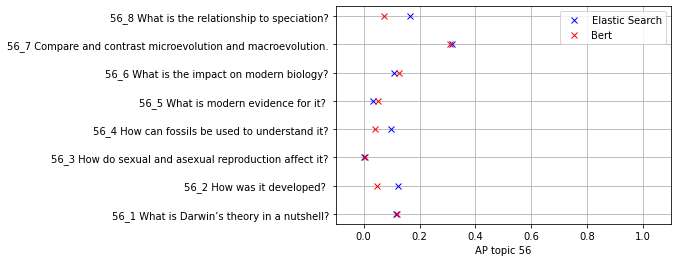 56_8 What is the relationship to speciation?
56_7 Compare and contrast microevolution and macroevolution.
56_6 What is the impact on modern biology?
56_5 What is modern evidence for it?
56_4 How can fossils be used to understand it?
56_3 How do sexual and asexual reproduction affect it?
56_2 How was it developed?
56_1 What is Darwin’s theory in a nutshell?
Elastic Search
Bert
0.0 0.2 0.4 0.6 0.8 1.0
AP topic 56